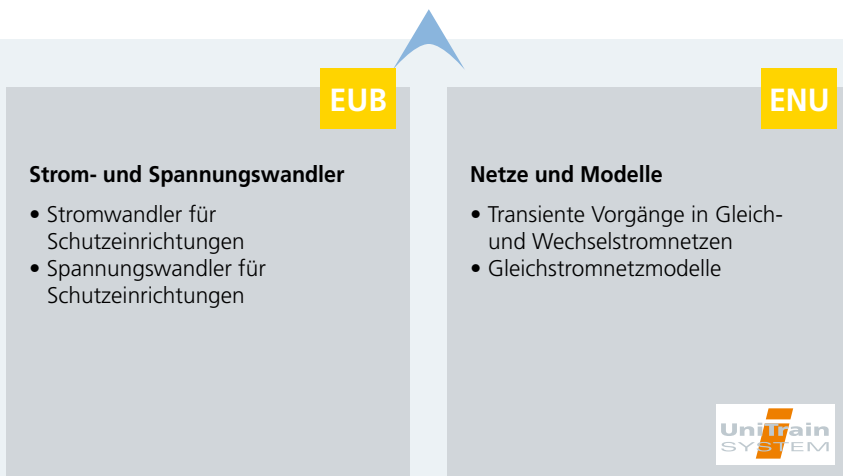 EUB
Strom- und Spannungswandler
• Stromwandler für
Schutzeinrichtungen
• Spannungswandler für
Schutzeinrichtungen
ENU
Netze und Modelle
• Transiente Vorgänge in Gleich-
und Wechselstromnetzen
• Gleichstromnetzmodelle
UniTrain
SYSTEM